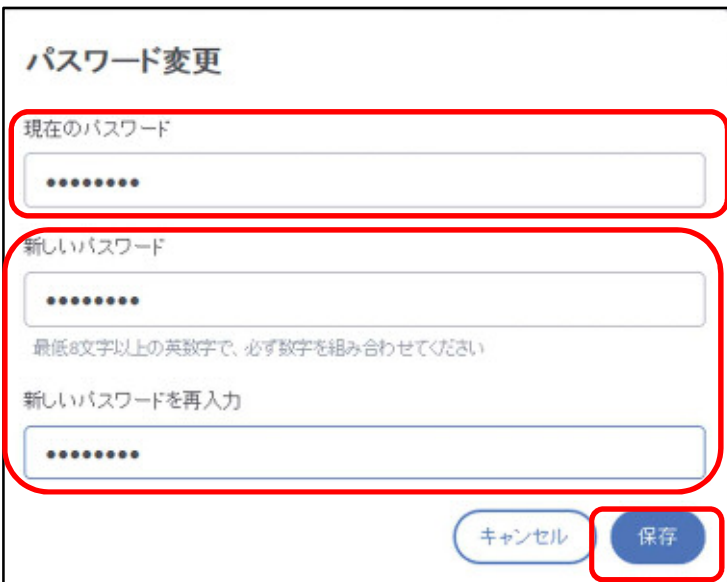 パスワード変更
現在のパスワード
••••••••
新しいパスワード
••••••••
最低8文字以上の英数字で、必ず数字を組み合わせてください
新しいパスワードを再入力
••••••••
キャンセル 保存